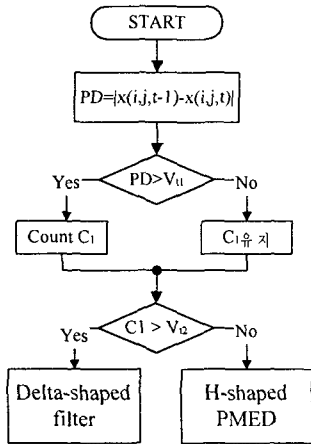 START
PD=|x(i,j,t-1)-x(i,j,t)|
PD>Vt1
Yes
No
Count C1
C1유 지
C1 > Vt2
Yes
No
Delta-shaped
filter
H-shaped
PMED